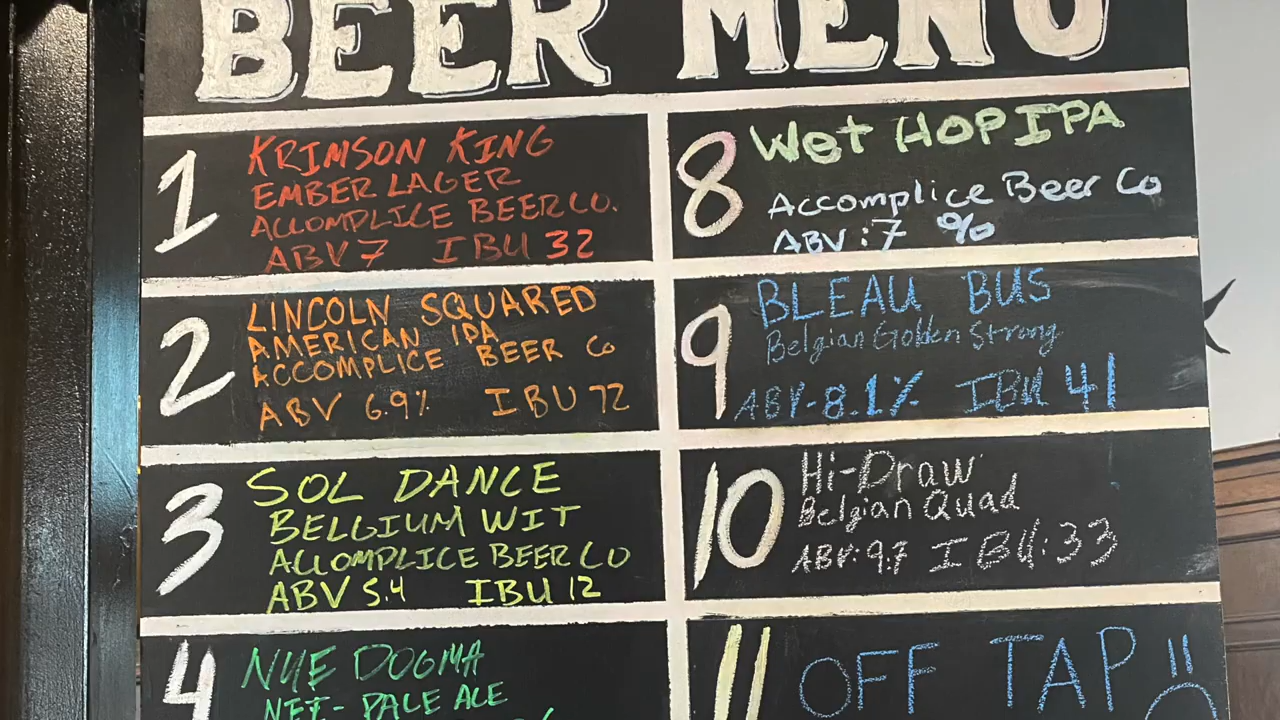 BEER MENU
1
KRIMSON KING
EMBER LAGER
ACCOMPLICE BEER CO.
ABV 7 IBU 32
2
LINCOLN SQUARED
AMERICAN IPA
ACCOMPLICE BEER Co
ABV 6.9% IBU 72
3
SOL DANCE
BELGIUM WIT
ACCOMPLICE BEER CO
ABV 5.4 IBU 12
4
NUE DOGMA
NEI- PALE ALE
8
Wet HOP IPA
Accomplice Beer Co
ABV : 7 %
9
BLEAU BUS
Belgian Golden Strong
ABV-8.1% IBU 41
10
Hi-Draw
Belgian Quad
ABV: 9.7 IBU: 33
11
OFF TAP !!